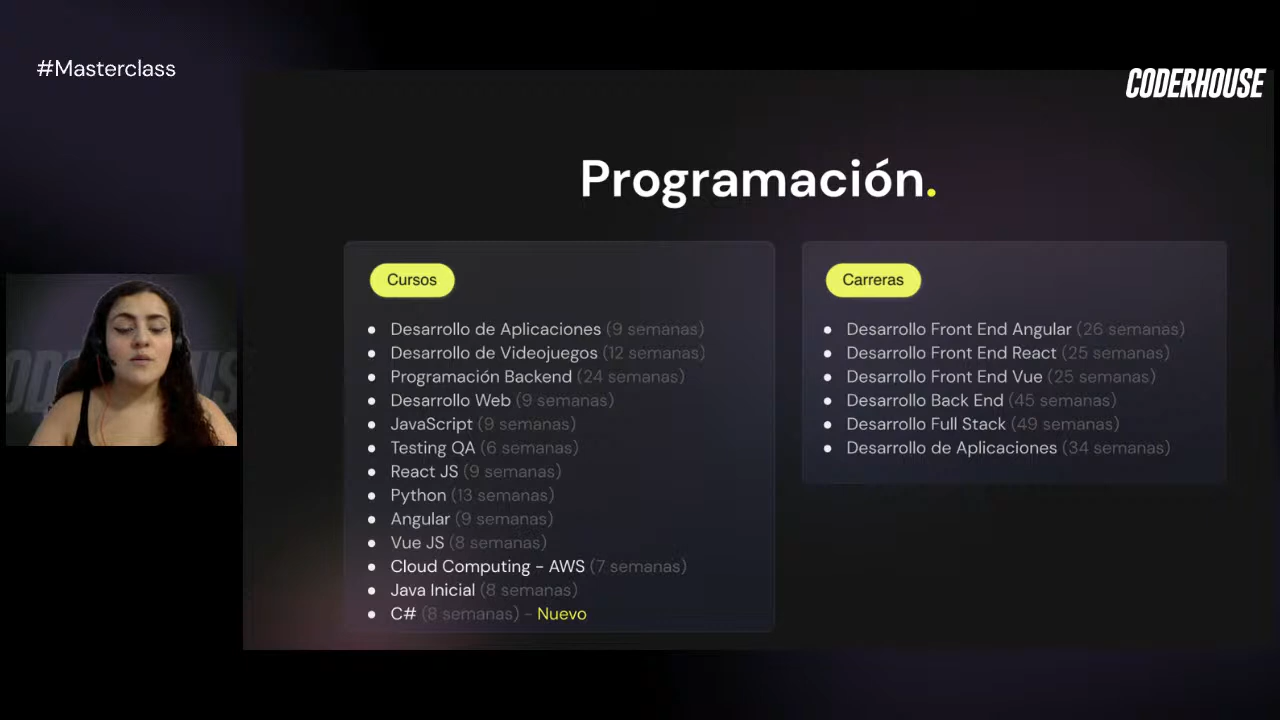 #Masterclass
CODERHOUSE
Programación.
Cursos
Desarrollo de Aplicaciones (9 semanas)
Desarrollo de Videojuegos (12 semanas)
Programación Backend (24 semanas)
Desarrollo Web (9 semanas)
JavaScript (9 semanas)
Testing QA (6 semanas)
React JS (9 semanas)
Python (13 semanas)
Angular (9 semanas)
Vue JS (8 semanas)
Cloud Computing - AWS (7 semanas)
Java Inicial (8 semanas)
C# (8 semanas) - Nuevo
Carreras
Desarrollo Front End Angular (26 semanas)
Desarrollo Front End React (25 semanas)
Desarrollo Front End Vue (25 semanas)
Desarrollo Back End (45 semanas)
Desarrollo Full Stack (49 semanas)
Desarrollo de Aplicaciones (34 semanas)